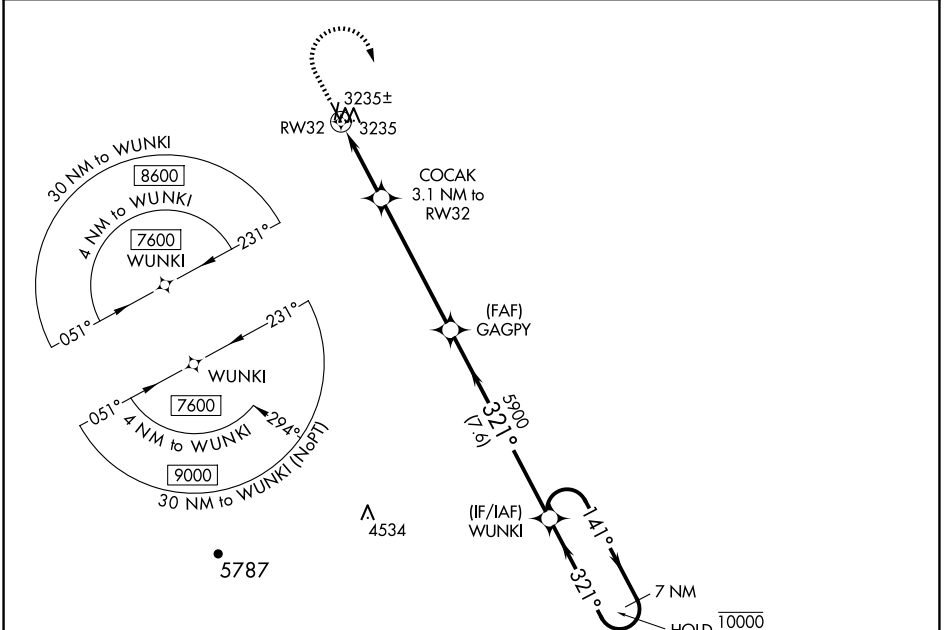 3235±
RW32
3235
COCAK
3.1 NM to
RW32
30 NM to WUNKI
8600
4 NM to WUNKI
7600
WUNKI
231°
051°
(FAF)
GAGPY
231°
WUNKI
051°
7600
4 NM to WUNKI
294°
9000
30 NM to WUNKI (NoPT)
5900
321°
(7.6)
4534
5787
(IF/IAF)
WUNKI
141°
321°
7 NM
HOLD 10000